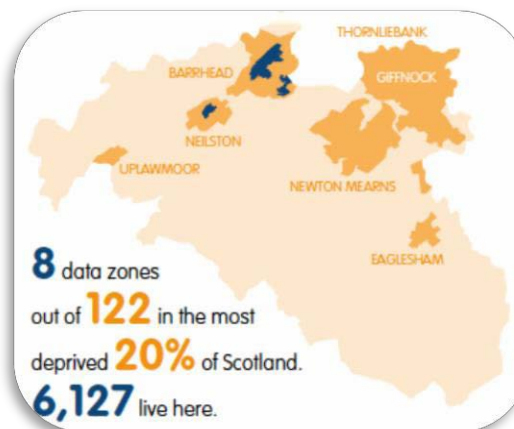 THORNLIEBANK
BARRHEAD
GIFFNOCK
NEILSTON
UPLAWMOOR
NEWTON MEARNS
EAGLESHAM
8 data zones
out of 122 in the most
deprived 20% of Scotland.
6,127 live here.